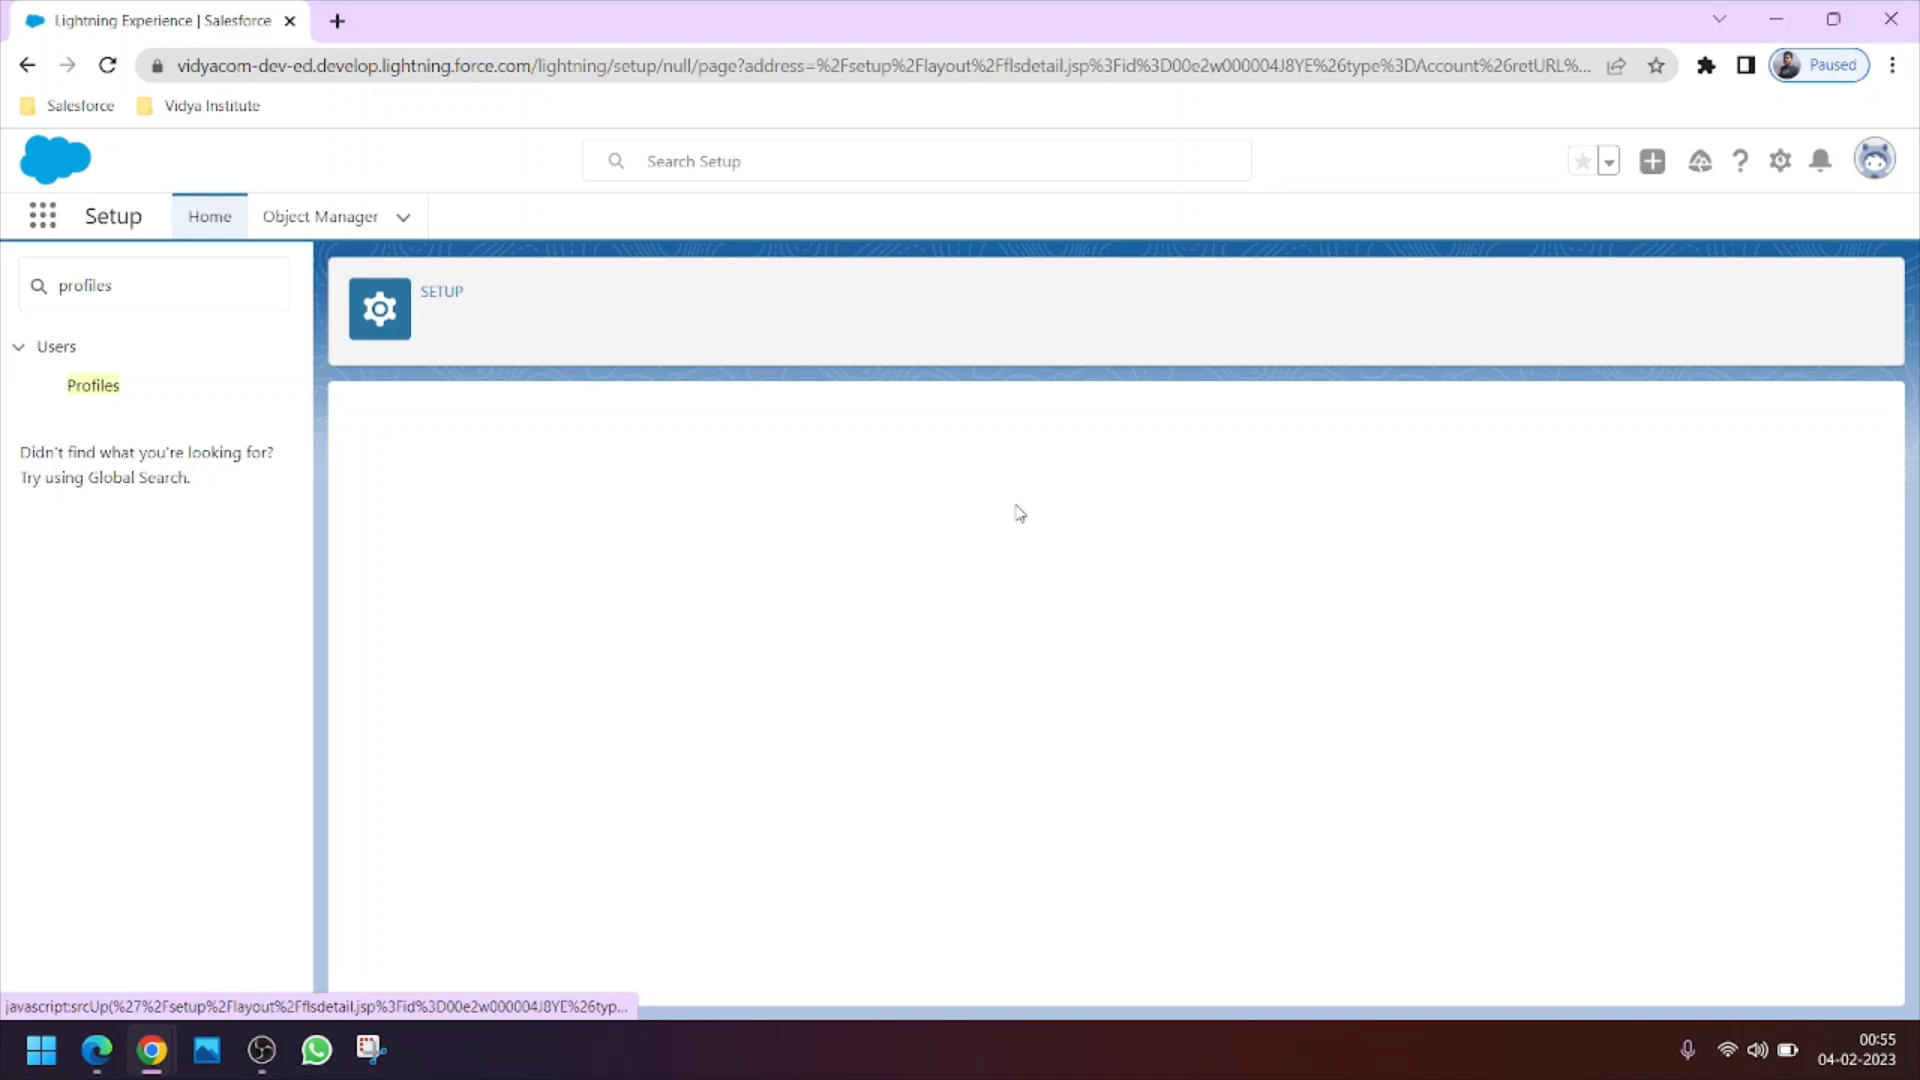 Lightning Experience | Salesforce
vidyacom-dev-ed.develop.lightning.force.com/lightning/setup/null/page?address=%2Fsetup%2Flayout%2Fflsdetail.jsp%3Fid%3D00e2w000004J8YE%26type%3DAccount%26retURL%...
Paused
Salesforce
Vidya Institute
Search Setup
Setup
Home
Object Manager
profiles
SETUP
Users
Profiles
Didn't find what you're looking for?
Try using Global Search.
javascript:srcUp(%27%2Fsetup%2Flayout%2Fflsdetail.jsp%3Fid%3D00e2w000004J8YE%26typ...
00:55
04-02-2023